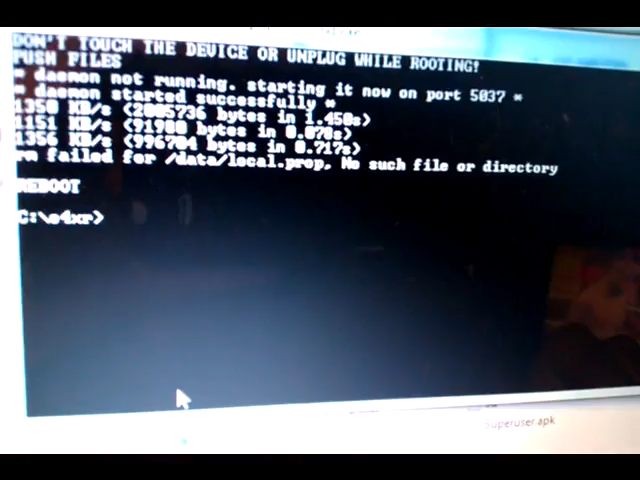 DON'T TOUCH THE DEVICE OR UNPLUG WHILE ROOTING!
PUSH FILES
* daemon not running. starting it now on port 5037 *
* daemon started successfully *
1350 KB/s (2005736 bytes in 1.450s)
1151 KB/s (91980 bytes in 0.078s)
1356 KB/s (996704 bytes in 0.717s)
rm failed for /data/local.prop, No such file or directory
REBOOT
C:\e4xr>
Superuser.apk